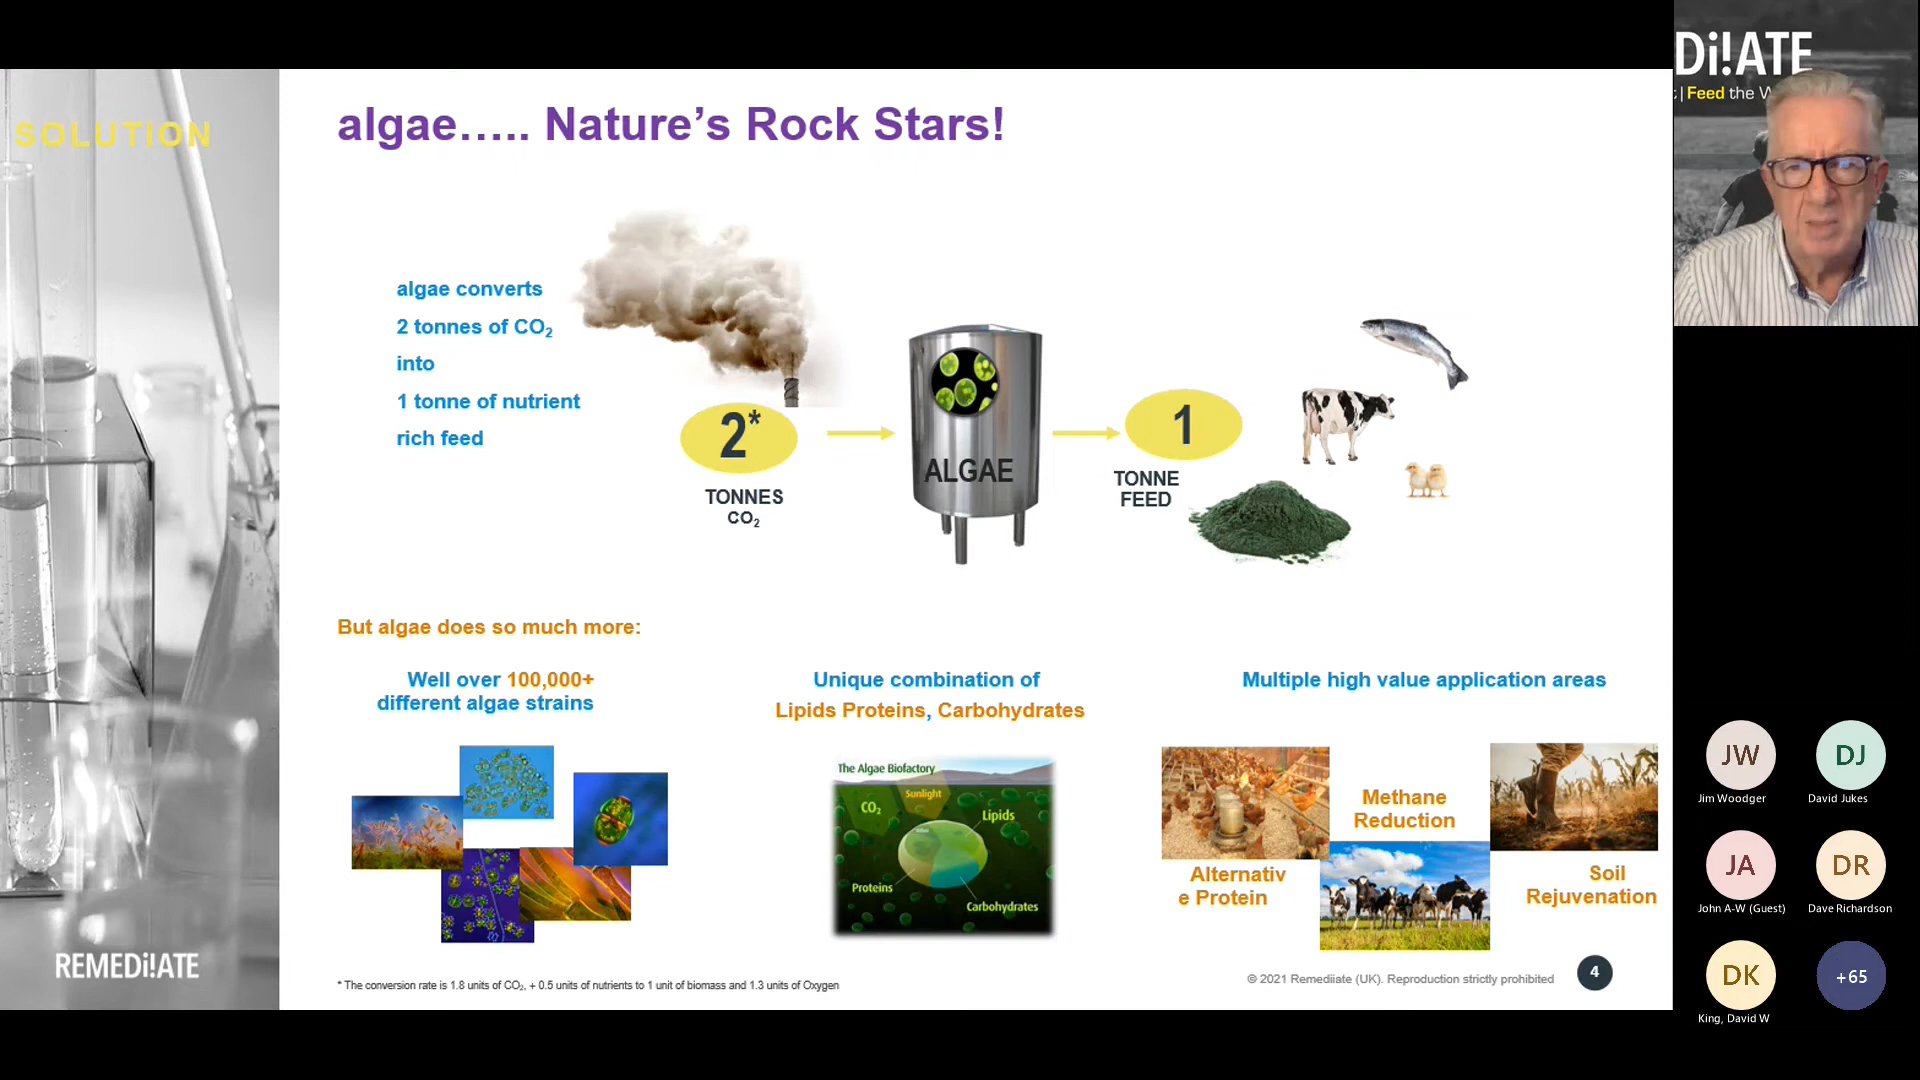 SOLUTION
algae….. Nature’s Rock Stars!
algae converts
2 tonnes of CO₂
into
1 tonne of nutrient
rich feed
2*
TONNES
CO₂
ALGAE
1
TONNE
FEED
But algae does so much more:
Well over 100,000+
different algae strains
Unique combination of
Lipids Proteins, Carbohydrates
Multiple high value application areas
The Algae Biofactory
CO₂
Sunlight
Lipids
Proteins
Carbohydrates
Alternativ
e Protein
Methane
Reduction
Soil
Rejuvenation
REMEDi!ATE
* The conversion rate is 1.8 units of CO₂, + 0.5 units of nutrients to 1 unit of biomass and 1.3 units of Oxygen
© 2021 Remediiate (UK). Reproduction strictly prohibited
4
Di!ATE
| Feed the W
JW
Jim Woodger
DJ
David Jukes
JA
John A-W (Guest)
DR
Dave Richardson
DK
King, David W
+65